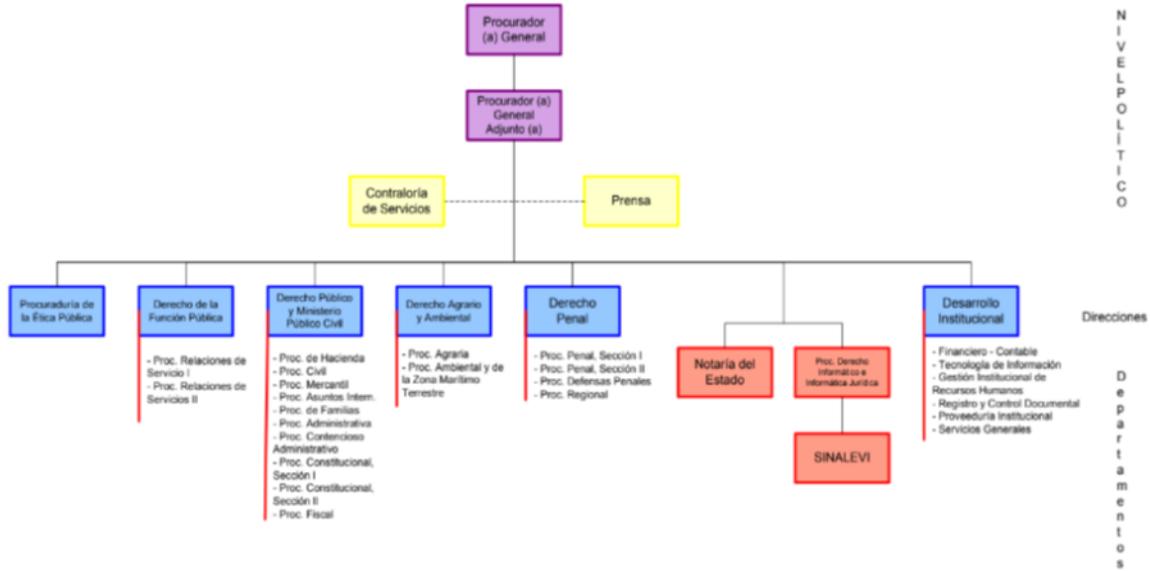 Procurador
(a) General
Procurador (a)
General
Adjunto (a)
NIVEL POLÍTICO
Contraloría
de Servicios
Prensa
Procuraduría de
la Ética Pública
Derecho de la
Función Pública
- Proc. Relaciones de
Servicio I
- Proc. Relaciones de
Servicios II
Derecho Público
y Ministerio
Público Civil
- Proc. de Hacienda
- Proc. Civil
- Proc. Mercantil
- Proc. Asuntos Intern.
- Proc. de Familias
- Proc. Administrativa
- Proc. Contencioso
Administrativo
- Proc. Constitucional,
Sección I
- Proc. Constitucional,
Sección II
- Proc. Fiscal
Derecho Agrario
y Ambiental
- Proc. Agraria
- Proc. Ambiental y de
la Zona Marítimo
Terrestre
Derecho
Penal
- Proc. Penal, Sección I
- Proc. Penal, Sección II
- Proc. Defensas Penales
- Proc. Regional
Notaría del
Estado
Proc. Derecho
Informático e
Informática Jurídica
SINALEVI
Desarrollo
Institucional
- Financiero - Contable
- Tecnología de Información
- Gestión Institucional de
Recursos Humanos
- Registro y Control Documental
- Proveeduría Institucional
- Servicios Generales
Direcciones
Departamentos